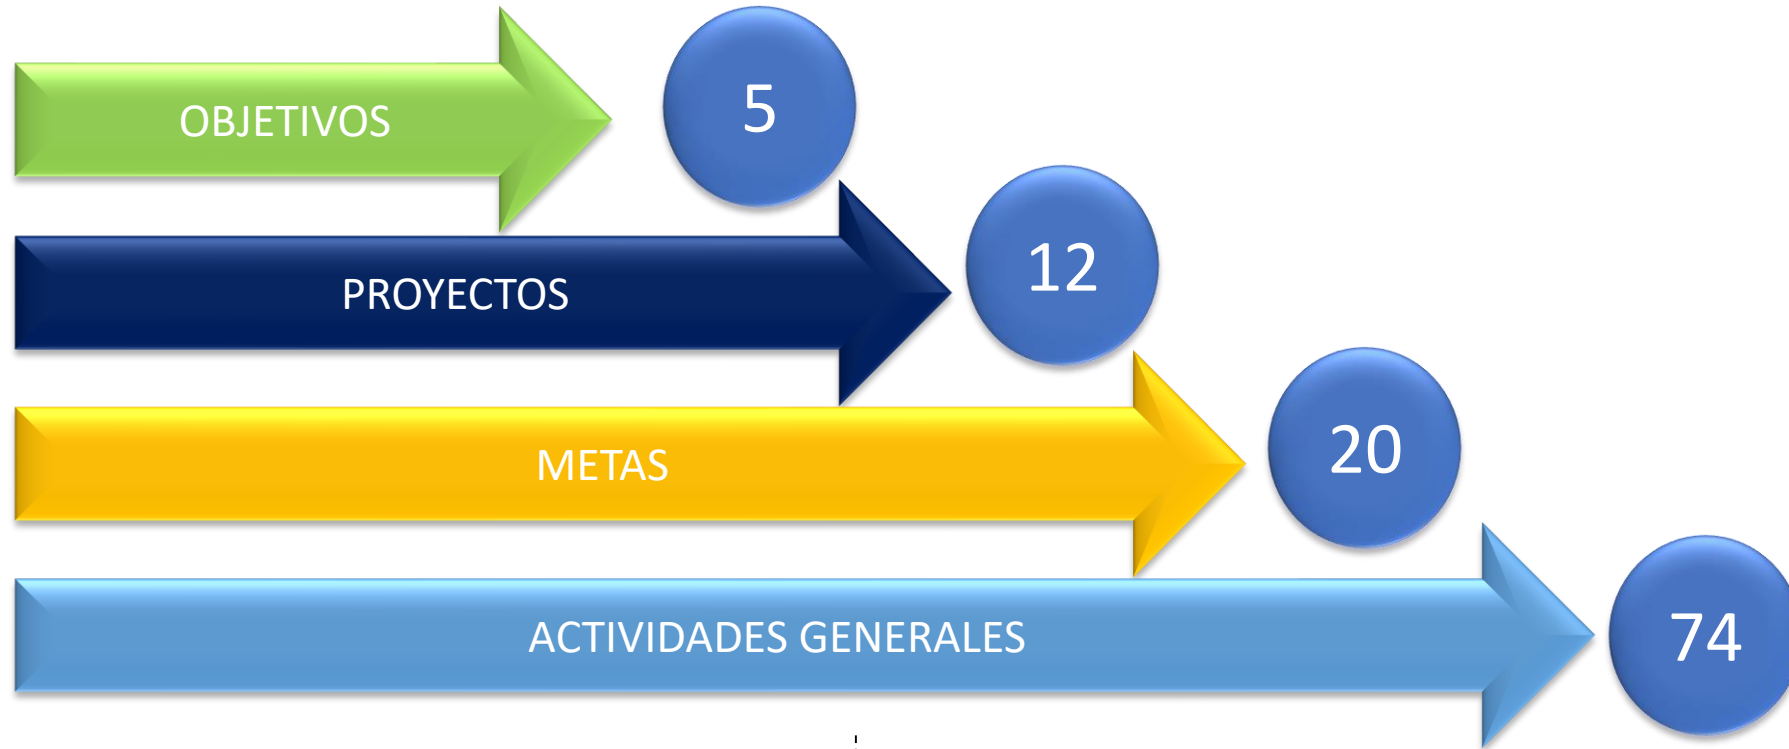 OBJETIVOS
5
PROYECTOS
12
METAS
20
ACTIVIDADES GENERALES
74